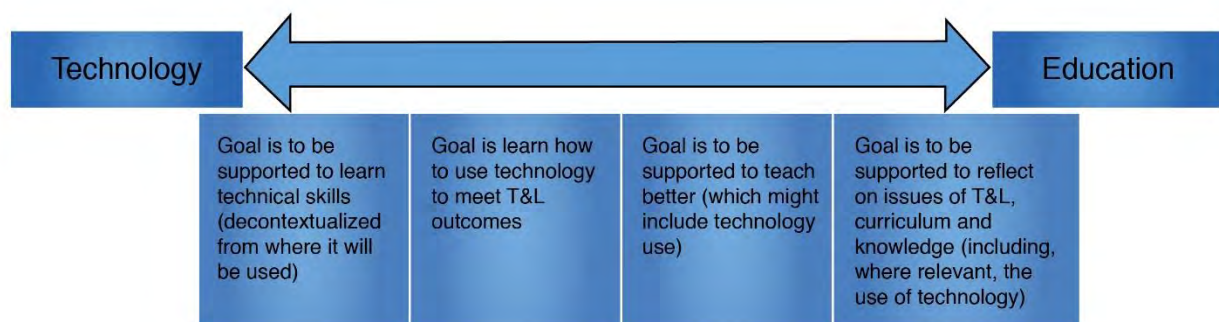 Technology
Education
Goal is to be
supported to learn
technical skills
(decontextualized
from where it will
be used)
Goal is learn how
to use technology
to meet T&L
outcomes
Goal is to be
supported to teach
better (which might
include technology
use)
Goal is to be
supported to reflect
on issues of T&L,
curriculum and
knowledge (including,
where relevant, the
use of technology)